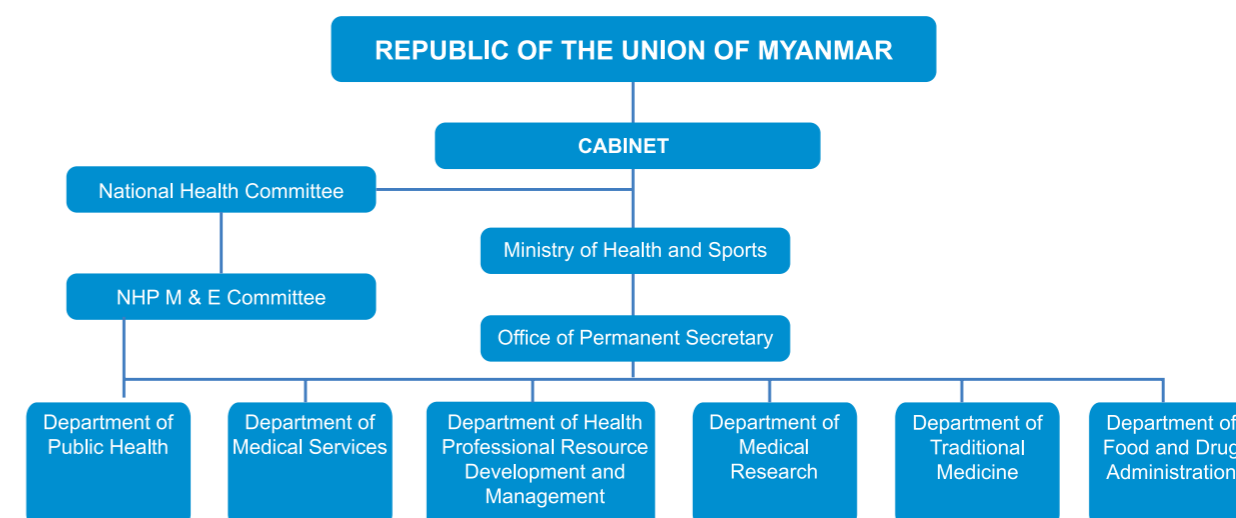 REPUBLIC OF THE UNION OF MYANMAR
CABINET
National Health Committee
Ministry of Health and Sports
NHP M & E Committee
Office of Permanent Secretary
Department of
Public Health
Department of
Medical Services
Department of Health
Professional Resource
Development and
Management
Department of
Medical
Research
Department of
Traditional
Medicine
Department of
Food and Drug
Administration